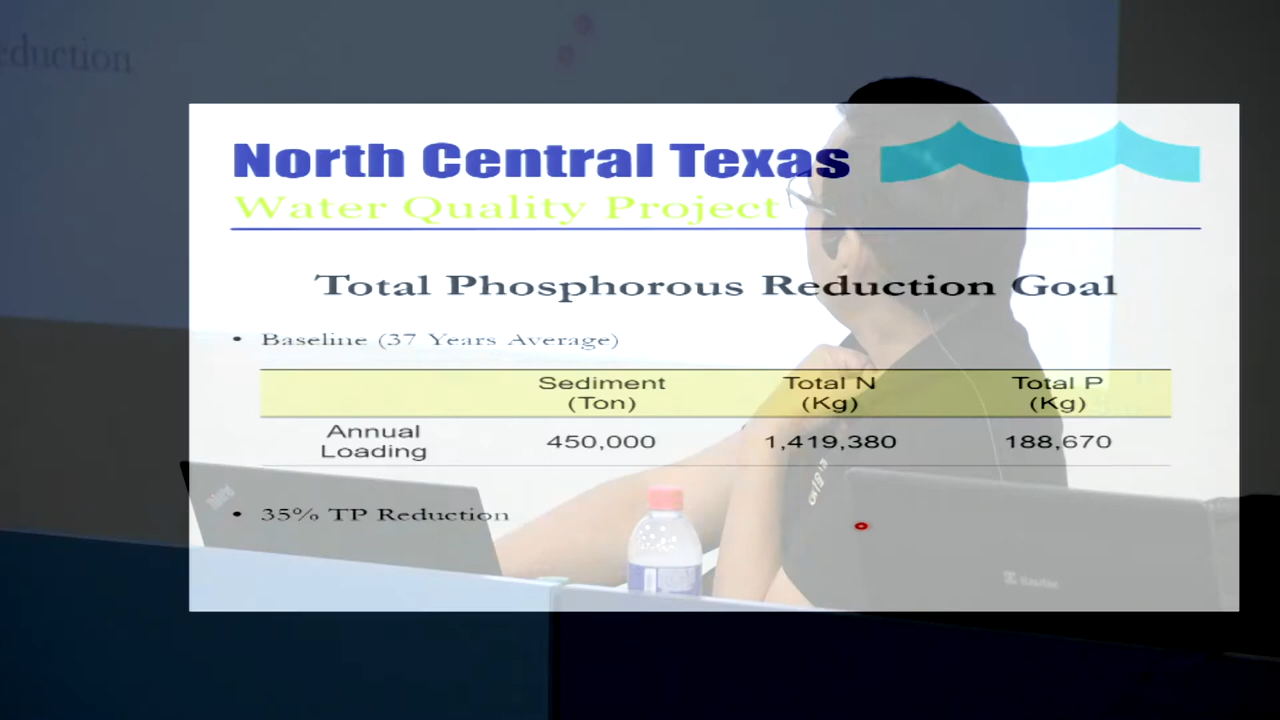 eduction
North Central Texas
Water Quality Project
Total Phosphorous Reduction Goal
• Baseline (37 Years Average)
Sediment (Ton) Total N (Kg) Total P (Kg)
Annual Loading 450,000 1,419,380 188,670
• 35% TP Reduction